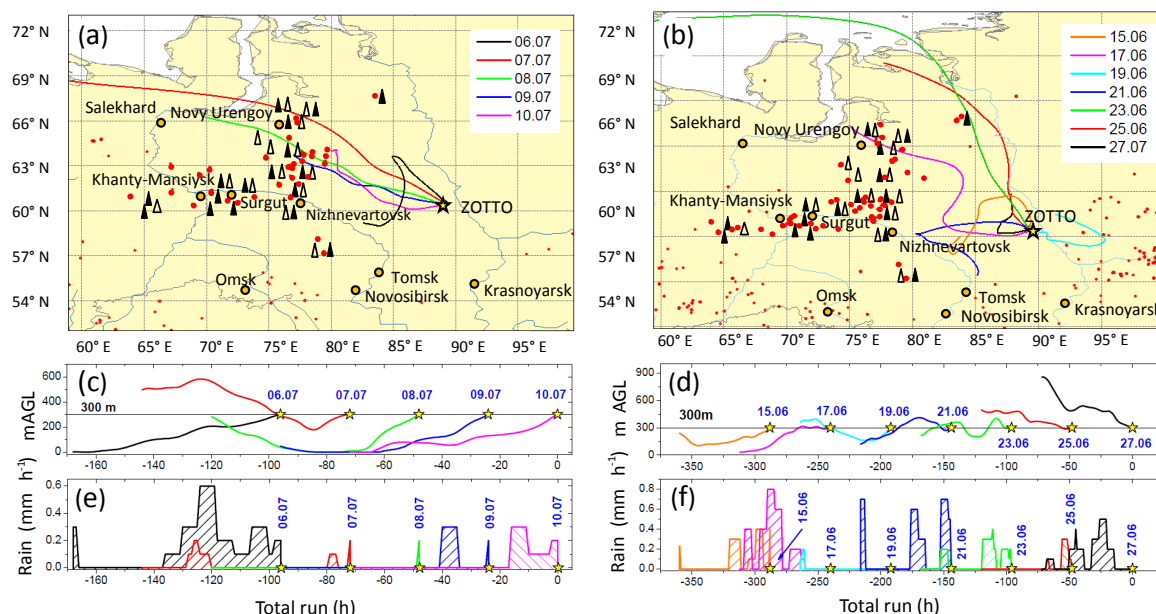 (a)
72° N
69° N
66° N
63° N
60° N
57° N
54° N
06.07
07.07
08.07
09.07
10.07
Salekhard
Novy Urengoy
Khanty-Mansiysk
Surgut
Nizhnevartovsk
ZOTTO
Omsk
Tomsk
Novosibirsk
Krasnoyarsk
60° E 65° E 70° E 75° E 80° E 85° E 90° E 95° E
(b)
72° N
69° N
66° N
63° N
60° N
57° N
54° N
15.06
17.06
19.06
21.06
23.06
25.06
27.07
Salekhard
Novy Urengoy
Khanty-Mansiysk
Surgut
Nizhnevartovsk
ZOTTO
Omsk
Tomsk
Novosibirsk
Krasnoyarsk
60° E 65° E 70° E 75° E 80° E 85° E 90° E 95° E
(c)
mAGL
600
400
200
0
300 m
06.07 07.07 08.07 09.07 10.07
-160 -140 -120 -100 -80 -60 -40 -20 0
(d)
m AGL
900
600
300
0
300m
15.06 17.06 19.06 21.06
23.06 25.06 27.06
-350 -300 -250 -200 -150 -100 -50 0
(e)
Rain (mm h⁻¹)
0.6
0.4
0.2
0.0
06.07 07.07 08.07 09.07 10.07
-160 -140 -120 -100 -80 -60 -40 -20 0
Total run (h)
(f)
Rain (mm h⁻¹)
0.8
0.6
0.4
0.2
0.0
15.06 17.06 19.06 21.06 23.06 25.06 27.06
-350 -300 -250 -200 -150 -100 -50 0
Total run (h)